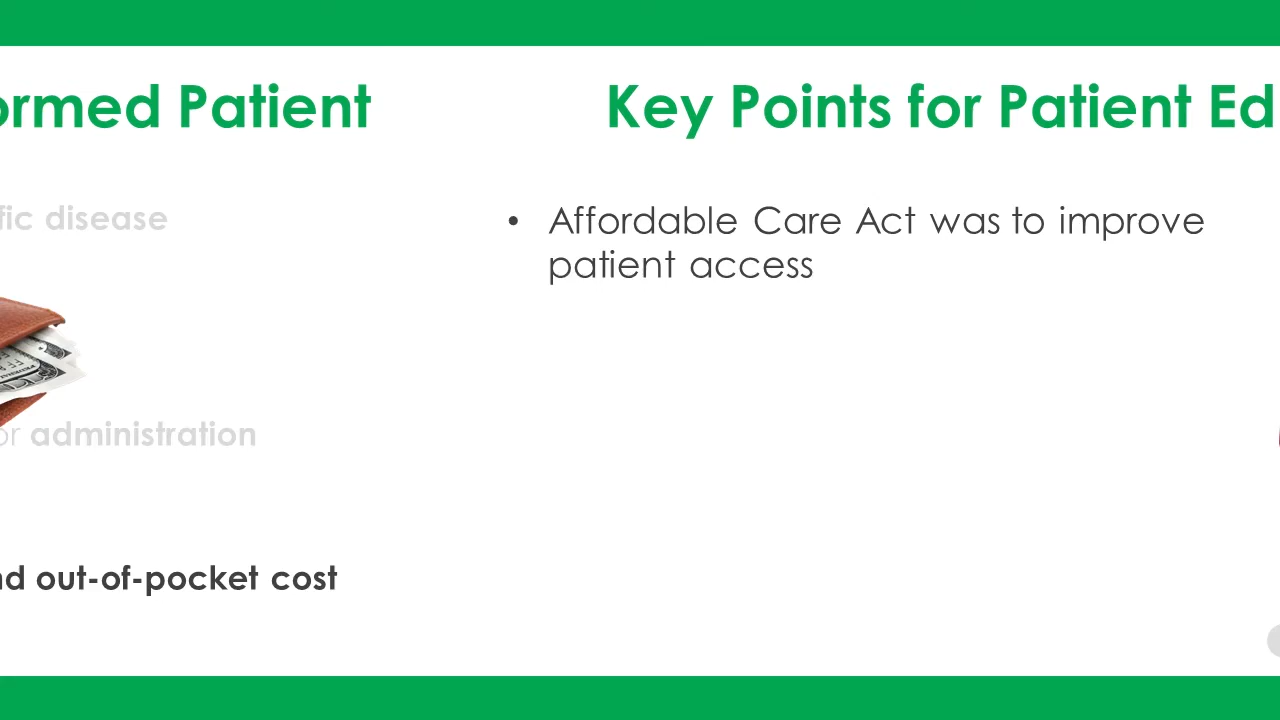 ormed Patient
fic disease
or administration
nd out-of-pocket cost
Key Points for Patient Ed
• Affordable Care Act was to improve
patient access